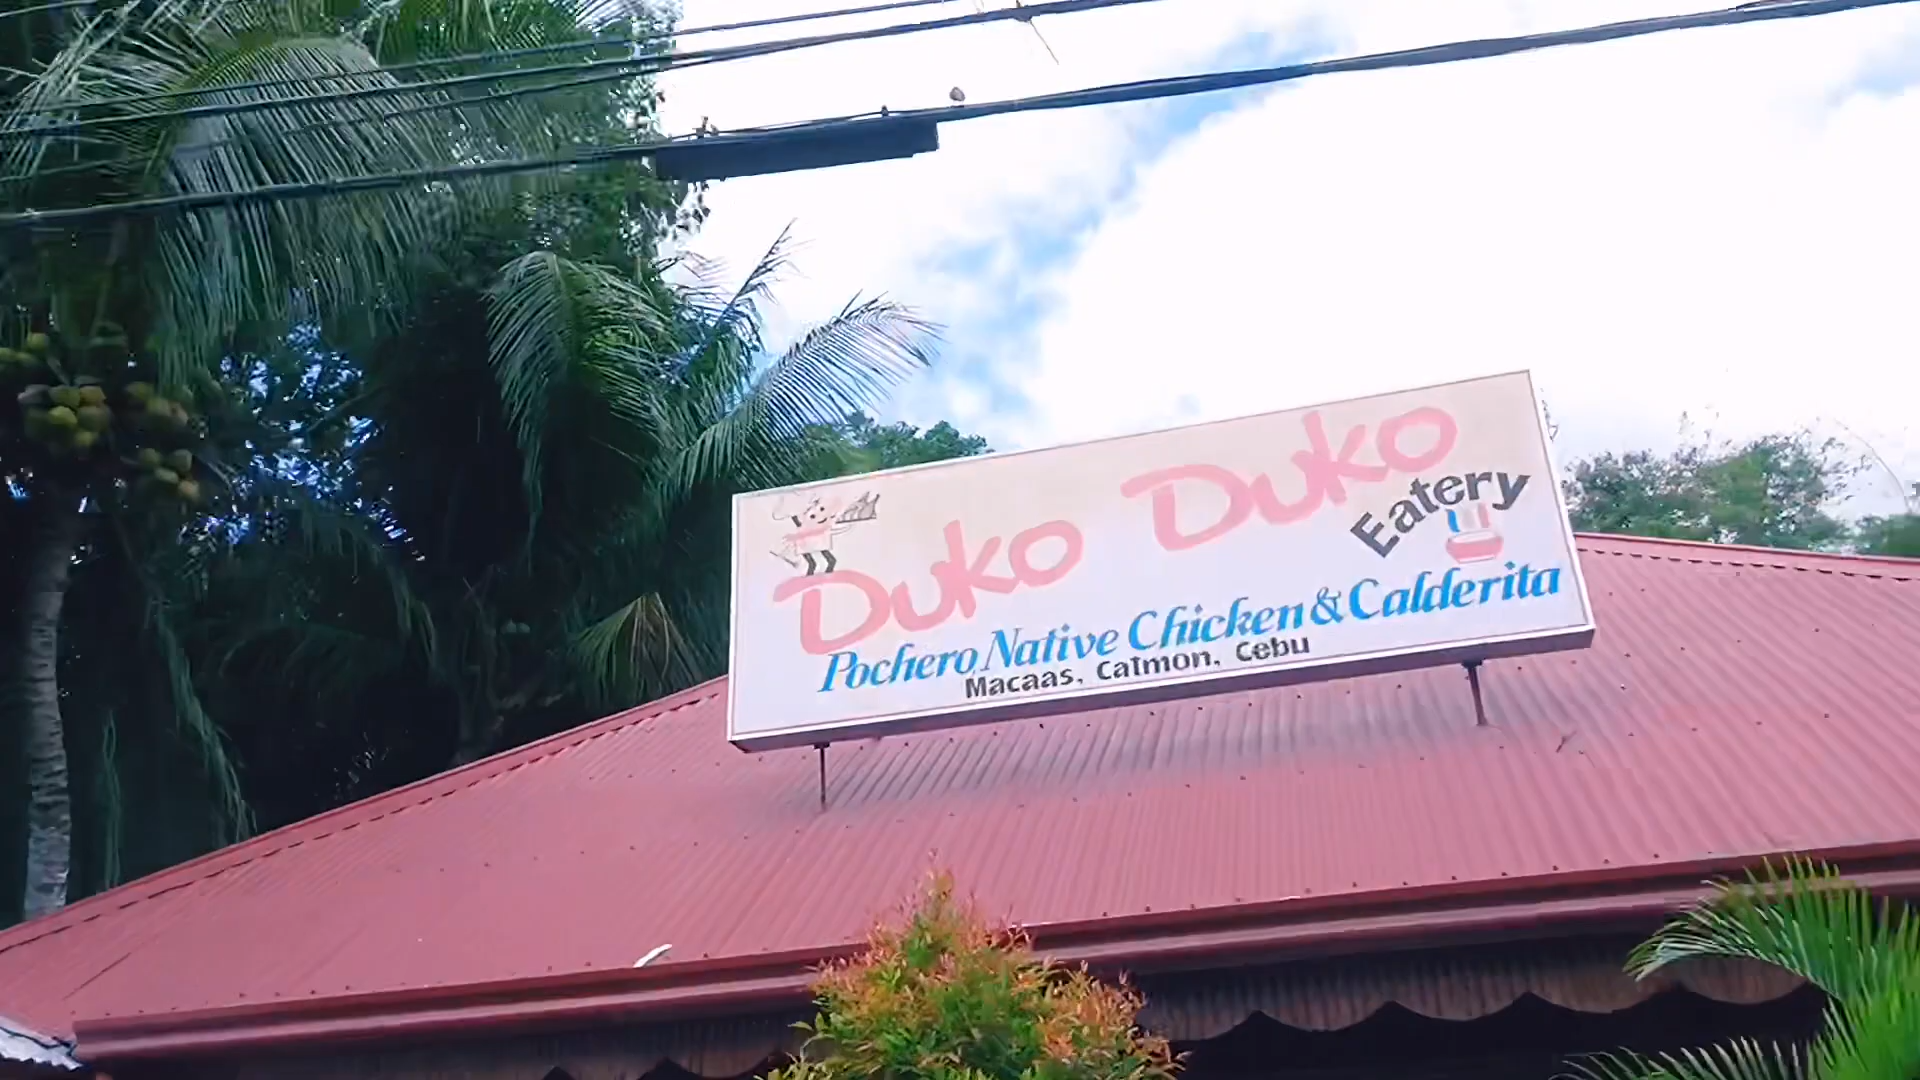 Duko Duko
Eatery
Pochero, Native Chicken & Calderita
Macaas, Catmon, Cebu